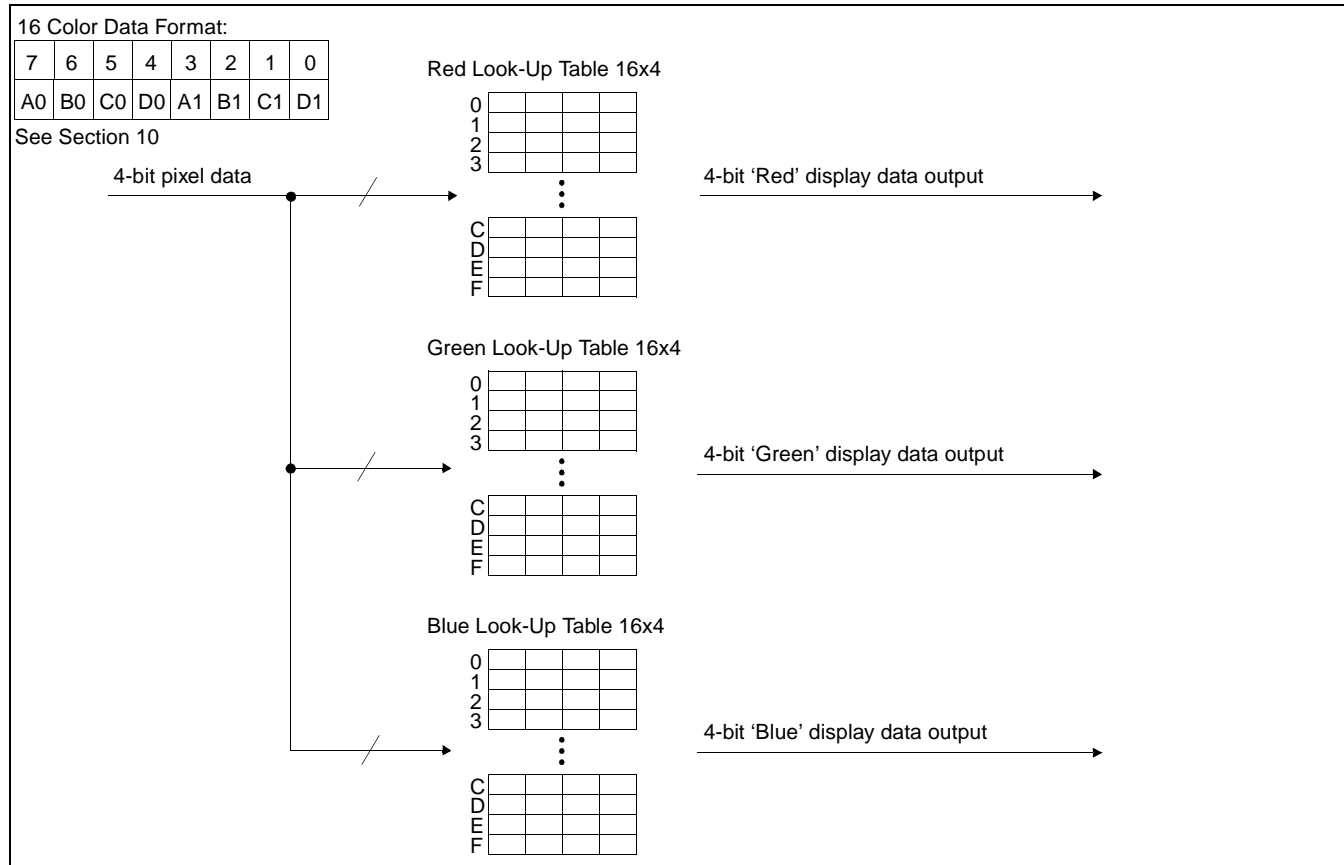 16 Color Data Format:
7 6 5 4 3 2 1 0
A0 B0 C0 D0 A1 B1 C1 D1
See Section 10
4-bit pixel data
Red Look-Up Table 16x4
0
1
2
3
C
D
E
F
4-bit ‘Red’ display data output
Green Look-Up Table 16x4
0
1
2
3
C
D
E
F
4-bit ‘Green’ display data output
Blue Look-Up Table 16x4
0
1
2
3
C
D
E
F
4-bit ‘Blue’ display data output